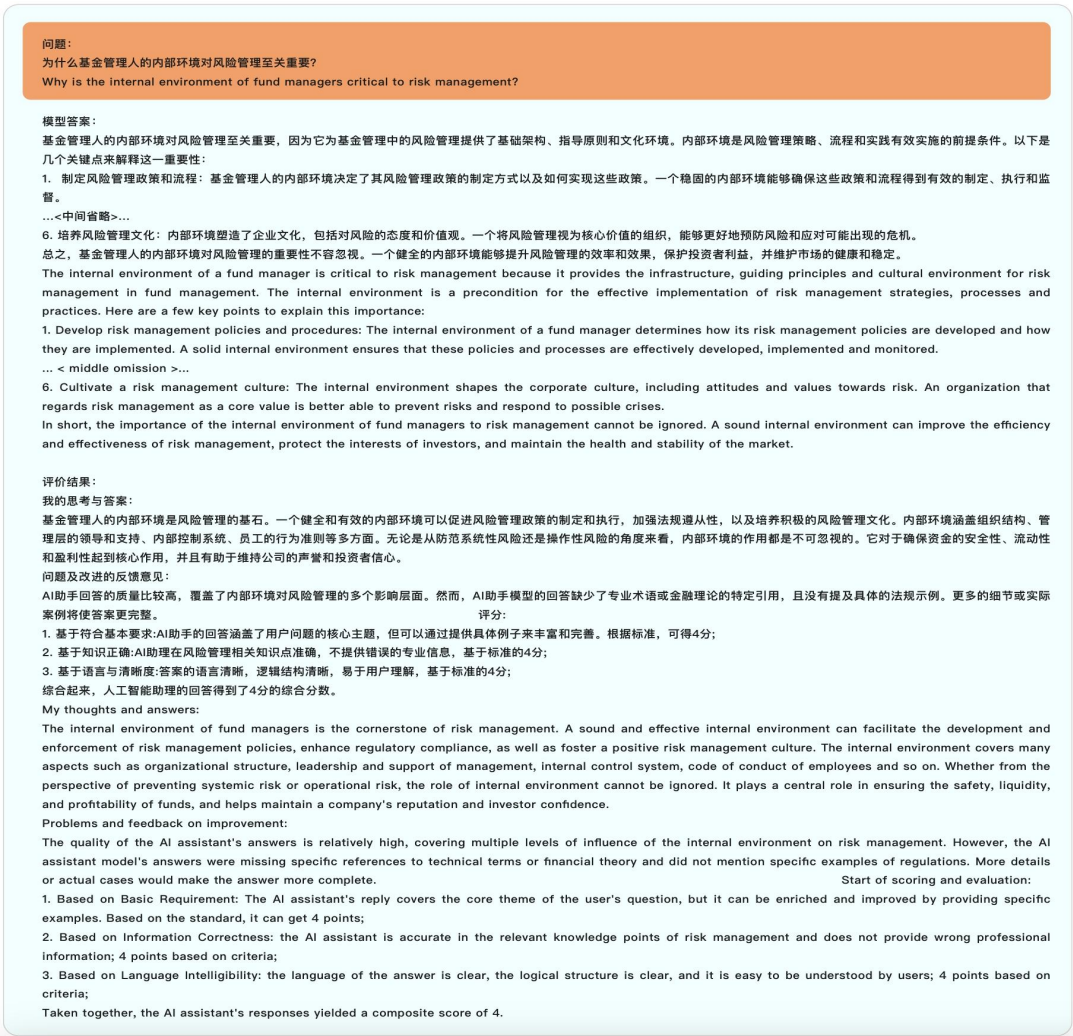 问题：
为什么基金管理人的内部环境对风险管理至关重要?
Why is the internal environment of fund managers critical to risk management?
模型答案：
基金管理人的内部环境对风险管理至关重要，因为它为基金管理中的风险管理提供了基础架构、指导原则和文化环境。内部环境是风险管理策略、流程和实践有效实施的前提条件。以下是
几个关键点来解释这一重要性：
1. 制定风险管理政策和流程：基金管理人的内部环境决定了其风险管理政策的制定方式以及如何实现这些政策。一个稳固的内部环境能够确保这些政策和流程得到有效的制定、执行和监
督。
...<中间省略>...
6. 培养风险管理文化：内部环境塑造了企业文化，包括对风险的态度和价值观。一个将风险管理视为核心价值的组织，能够更好地预防风险和应对可能出现的危机。
总之，基金管理人的内部环境对风险管理的重要性不容忽视。一个健全的内部环境能够提升风险管理的效率和效果，保护投资者利益，并维护市场的健康和稳定。
The internal environment of a fund manager is critical to risk management because it provides the infrastructure, guiding principles and cultural environment for risk
management in fund management. The internal environment is a precondition for the effective implementation of risk management strategies, processes and
practices. Here are a few key points to explain this importance:
1. Develop risk management policies and procedures: The internal environment of a fund manager determines how its risk management policies are developed and how
they are implemented. A solid internal environment ensures that these policies and processes are effectively developed, implemented and monitored.
... < middle omission >...
6. Cultivate a risk management culture: The internal environment shapes the corporate culture, including attitudes and values towards risk. An organization that
regards risk management as a core value is better able to prevent risks and respond to possible crises.
In short, the importance of the internal environment of fund managers to risk management cannot be ignored. A sound internal environment can improve the efficiency
and effectiveness of risk management, protect the interests of investors, and maintain the health and stability of the market.
评价结果：
我的思考与答案：
基金管理人的内部环境是风险管理的基石。一个健全和有效的内部环境可以促进风险管理政策的制定和执行，加强法规遵从性，以及培养积极的风险管理文化。内部环境涵盖组织结构、管
理层的领导和支持、内部控制系统、员工的行为准则等多方面。无论是从防范系统性风险还是操作性风险的角度来看，内部环境的作用都是不可忽视的。它对于确保资金的安全性、流动性
和盈利性起到核心作用，并且有助于维持公司的声誉和投资者信心。
问题及改进的反馈意见：
AI助手回答的质量比较高，覆盖了内部环境对风险管理的多个影响层面。然而，AI助手模型的回答缺少了专业术语或金融理论的特定引用，且没有提及具体的法规示例。更多的细节或实际
案例将使答案更完整。 评分：
1. 基于符合基本要求:AI助手的回答涵盖了用户问题的核心主题，但可以通过提供具体例子来丰富和完善。根据标准，可得4分；
2. 基于知识正确:AI助理在风险管理相关知识点准确，不提供错误的专业信息，基于标准的4分；
3. 基于语言与清晰度:答案的语言清晰，逻辑结构清晰，易于用户理解，基于标准的4分；
综合起来，人工智能助理的回答得到了4分的综合分数。
My thoughts and answers:
The internal environment of fund managers is the cornerstone of risk management. A sound and effective internal environment can facilitate the development and
enforcement of risk management policies, enhance regulatory compliance, as well as foster a positive risk management culture. The internal environment covers many
aspects such as organizational structure, leadership and support of management, internal control system, code of conduct of employees and so on. Whether from the
perspective of preventing systemic risk or operational risk, the role of internal environment cannot be ignored. It plays a central role in ensuring the safety, liquidity,
and profitability of funds, and helps maintain a company's reputation and investor confidence.
Problems and feedback on improvement:
The quality of the AI assistant's answers is relatively high, covering multiple levels of influence of the internal environment on risk management. However, the AI
assistant model's answers were missing specific references to technical terms or financial theory and did not mention specific examples of regulations. More details
or actual cases would make the answer more complete. Start of scoring and evaluation:
1. Based on Basic Requirement: The AI assistant's reply covers the core theme of the user's question, but it can be enriched and improved by providing specific
examples. Based on the standard, it can get 4 points;
2. Based on Information Correctness: the AI assistant is accurate in the relevant knowledge points of risk management and does not provide wrong professional
information; 4 points based on criteria;
3. Based on Language Intelligibility: the language of the answer is clear, the logical structure is clear, and it is easy to be understood by users; 4 points based on
criteria;
Taken together, the AI assistant's responses yielded a composite score of 4.